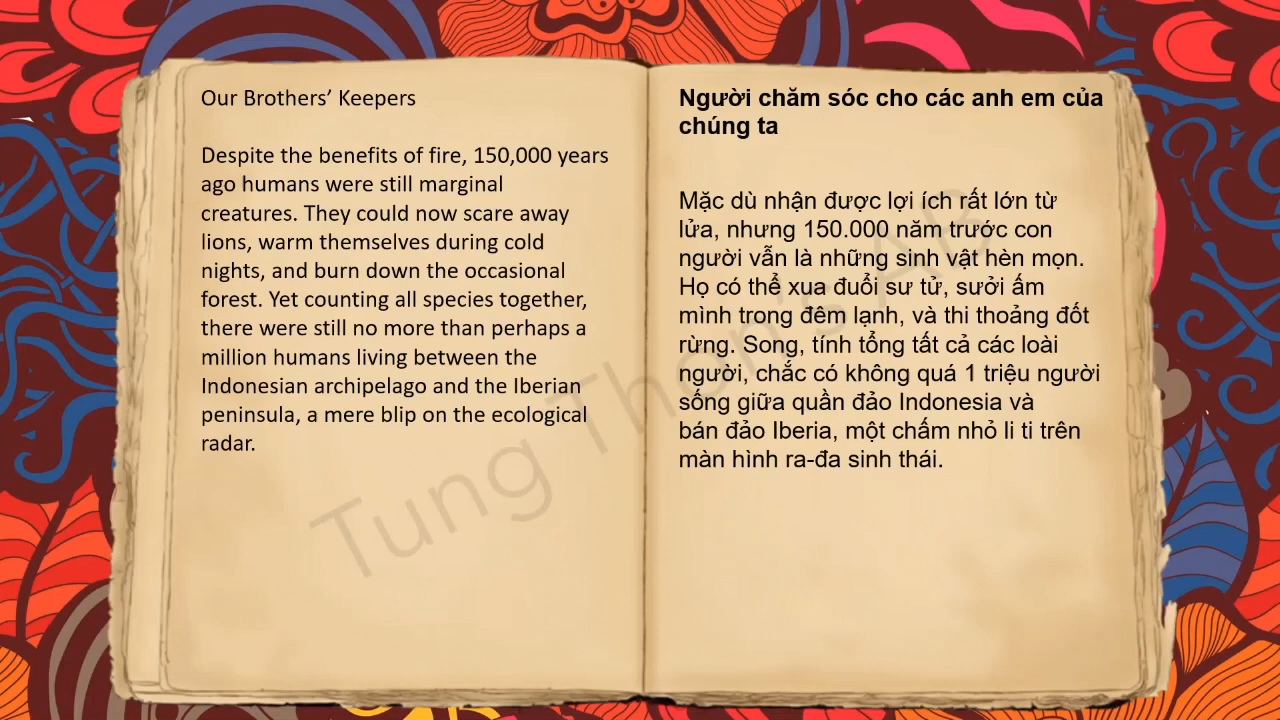 Our Brothers’ Keepers
Despite the benefits of fire, 150,000 years
ago humans were still marginal
creatures. They could now scare away
lions, warm themselves during cold
nights, and burn down the occasional
forest. Yet counting all species together,
there were still no more than perhaps a
million humans living between the
Indonesian archipelago and the Iberian
peninsula, a mere blip on the ecological
radar.
Người chăm sóc cho các anh em của
chúng ta
Mặc dù nhận được lợi ích rất lớn từ
lửa, nhưng 150.000 năm trước con
người vẫn là những sinh vật hèn mọn.
Họ có thể xua đuổi sư tử, sưởi ấm
mình trong đêm lạnh, và thi thoảng đốt
rừng. Song, tính tổng tất cả các loài
người, chắc có không quá 1 triệu người
sống giữa quần đảo Indonesia và
bán đảo Iberia, một chấm nhỏ li ti trên
màn hình ra-đa sinh thái.
Tung Thon's AB